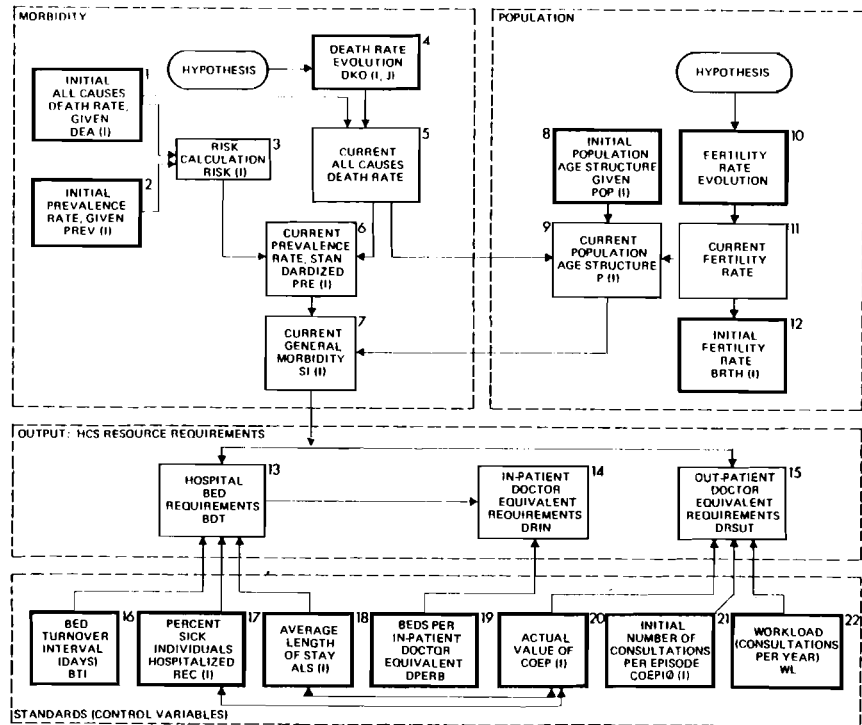 MORBIDITY
POPULATION
HYPOTHESIS
4
DEATH RATE
EVOLUTION
DKO (I, J)
HYPOTHESIS
1
INITIAL
ALL CAUSES
DEATH RATE,
GIVEN
DEA (I)
3
RISK
CALCULATION
RISK (I)
5
CURRENT
ALL CAUSES
DEATH RATE
8
INITIAL
POPULATION
AGE STRUCTURE
GIVEN
POP (I)
10
FERTILITY
RATE
EVOLUTION
2
INITIAL
PREVALENCE
RATE, GIVEN
PREV (I)
6
CURRENT
PREVALENCE
RATE, STAN
DARDIZED
PRE (I)
9
CURRENT
POPULATION
AGE STRUCTURE
P (I)
11
CURRENT
FERTILITY
RATE
7
CURRENT
GENERAL
MORBIDITY
SI (I)
12
INITIAL
FERTILITY
RATE
BRTH (I)
OUTPUT: HCS RESOURCE REQUIREMENTS
13
HOSPITAL
BED
REQUIREMENTS
BDT
14
IN-PATIENT
DOCTOR
EQUIVALENT
REQUIREMENTS
DRIN
15
OUT-PATIENT
DOCTOR
EQUIVALENT
REQUIREMENTS
DRSUT
16
BED
TURNOVER
INTERVAL
(DAYS)
BTI
17
PERCENT
SICK
INDIVIDUALS
HOSPITALIZED
REC (I)
18
AVERAGE
LENGTH
OF STAY
ALS (I)
19
BEDS PER
IN-PATIENT
DOCTOR
EQUIVALENT
DPERB
20
ACTUAL
VALUE OF
COEP (I)
21
INITIAL
NUMBER OF
CONSULTATIONS
PER EPISODE
COEPIØ (I)
22
WORKLOAD
(CONSULTATIONS
PER YEAR)
WL
STANDARDS (CONTROL VARIABLES)